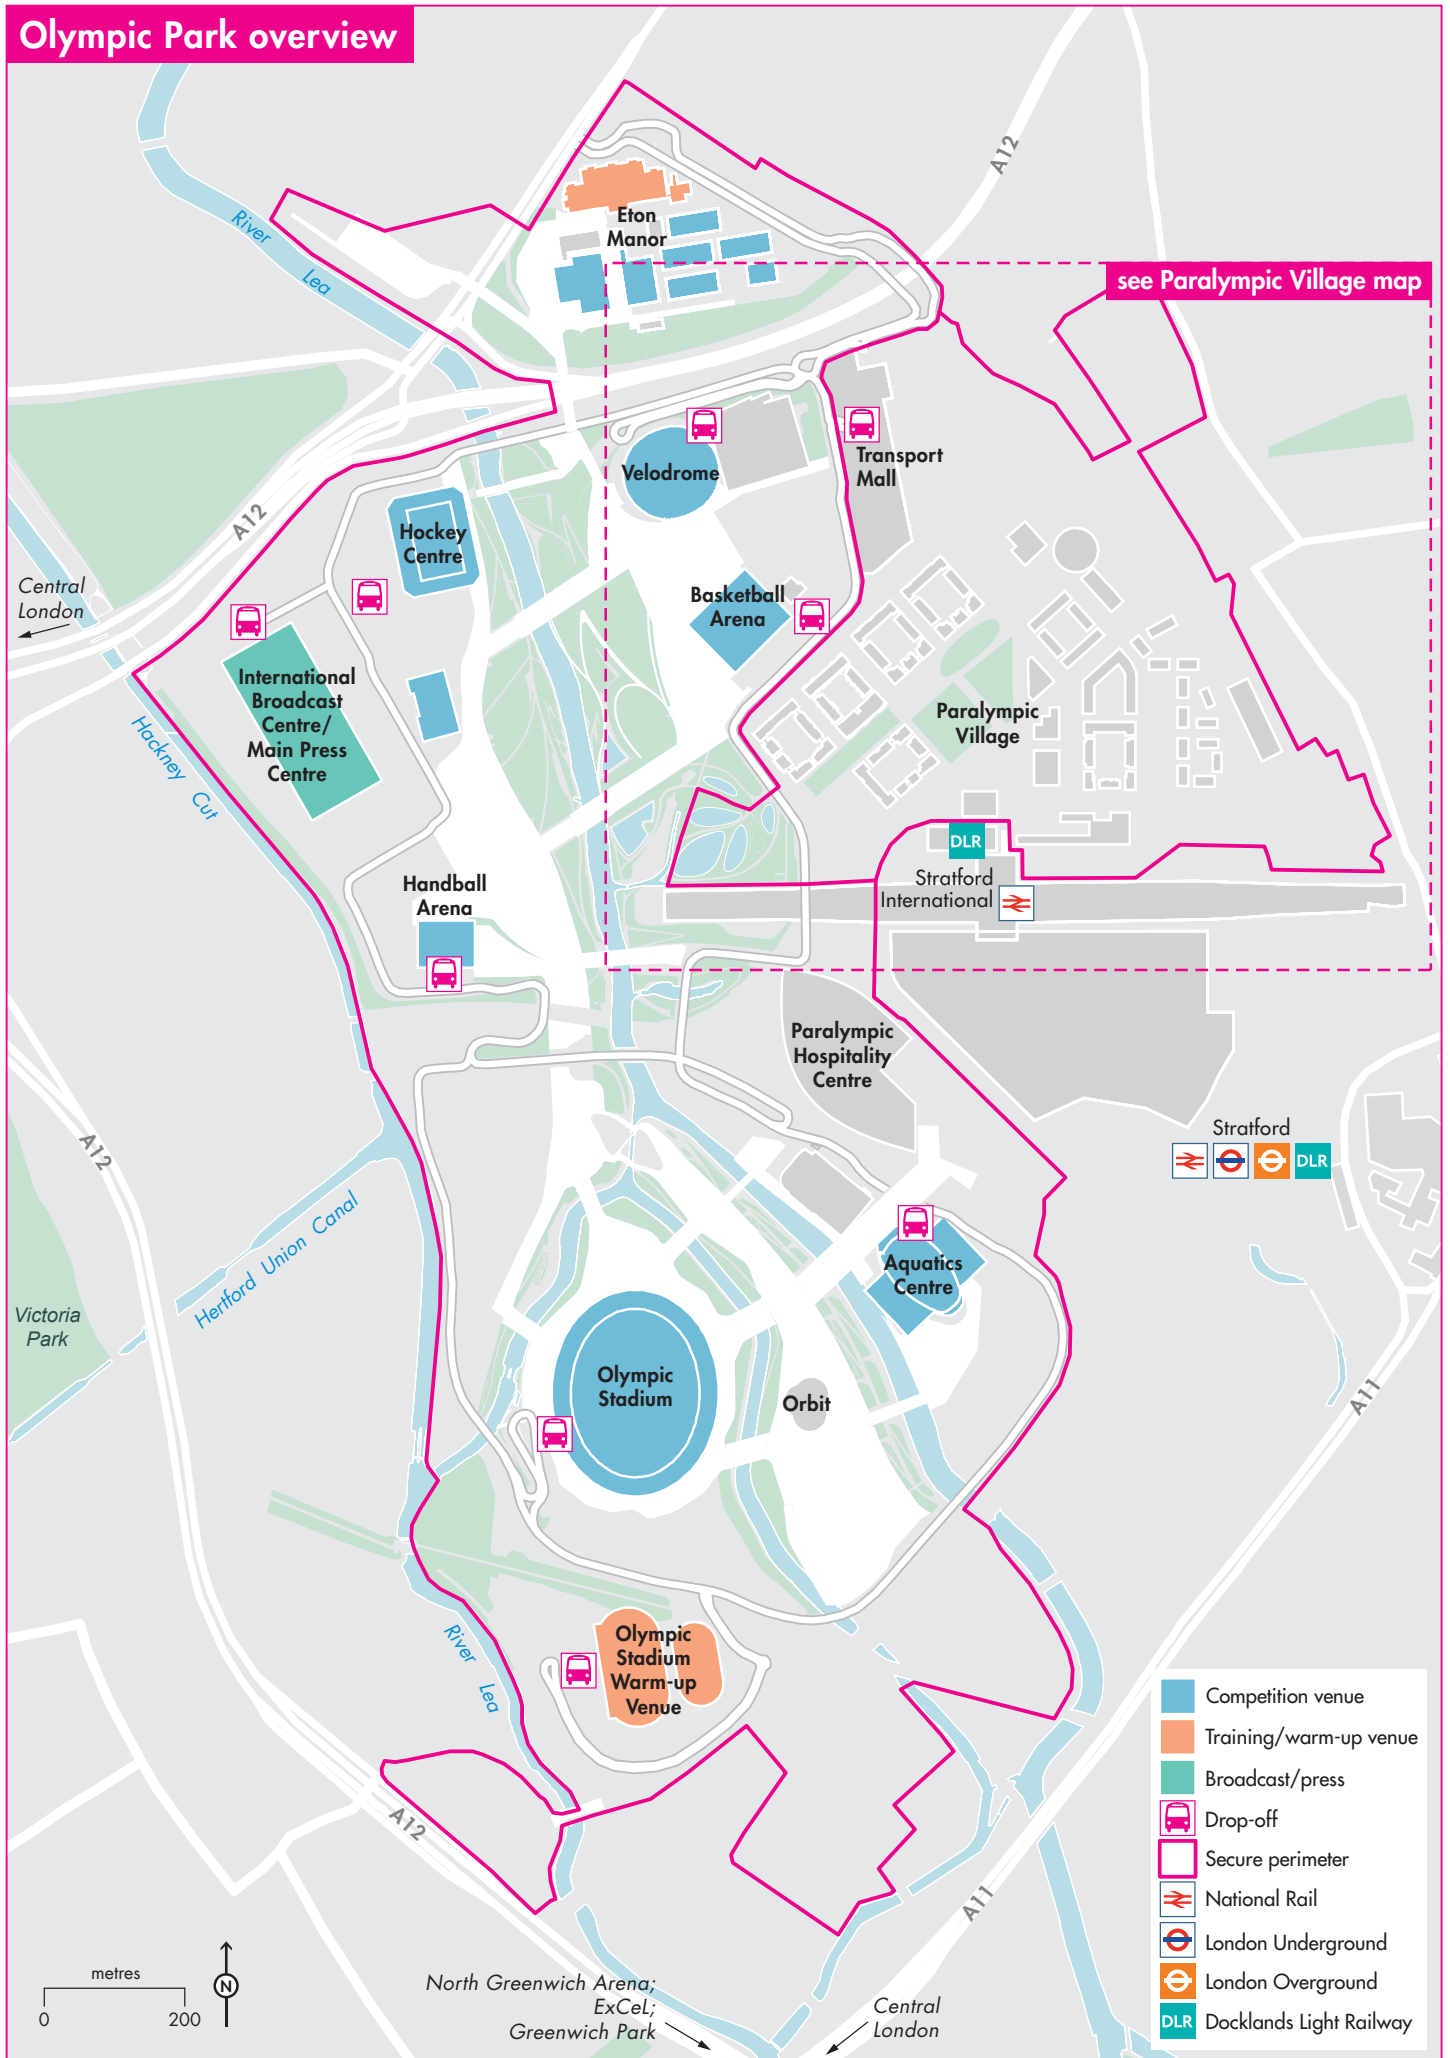 Olympic Park overview
A12
River
Lea
Eton
Manor
see Paralympic Village map
Velodrome
Transport
Mall
A12
Hockey
Centre
Central
London
Basketball
Arena
International
Broadcast
Centre/
Main Press
Centre
Paralympic
Village
Hackney Cut
DLR
Stratford
International
Handball
Arena
Paralympic
Hospitality
Centre
Stratford
DLR
A12
Hertford Union Canal
Victoria
Park
Aquatics
Centre
Olympic
Stadium
Orbit
A11
River
Lea
Olympic
Stadium
Warm-up
Venue
A12
A11
Competition venue
Training/warm-up venue
Broadcast/press
Drop-off
Secure perimeter
National Rail
London Underground
London Overground
DLR Docklands Light Railway
metres
0 200
N
North Greenwich Arena;
ExCeL;
Greenwich Park
Central
London